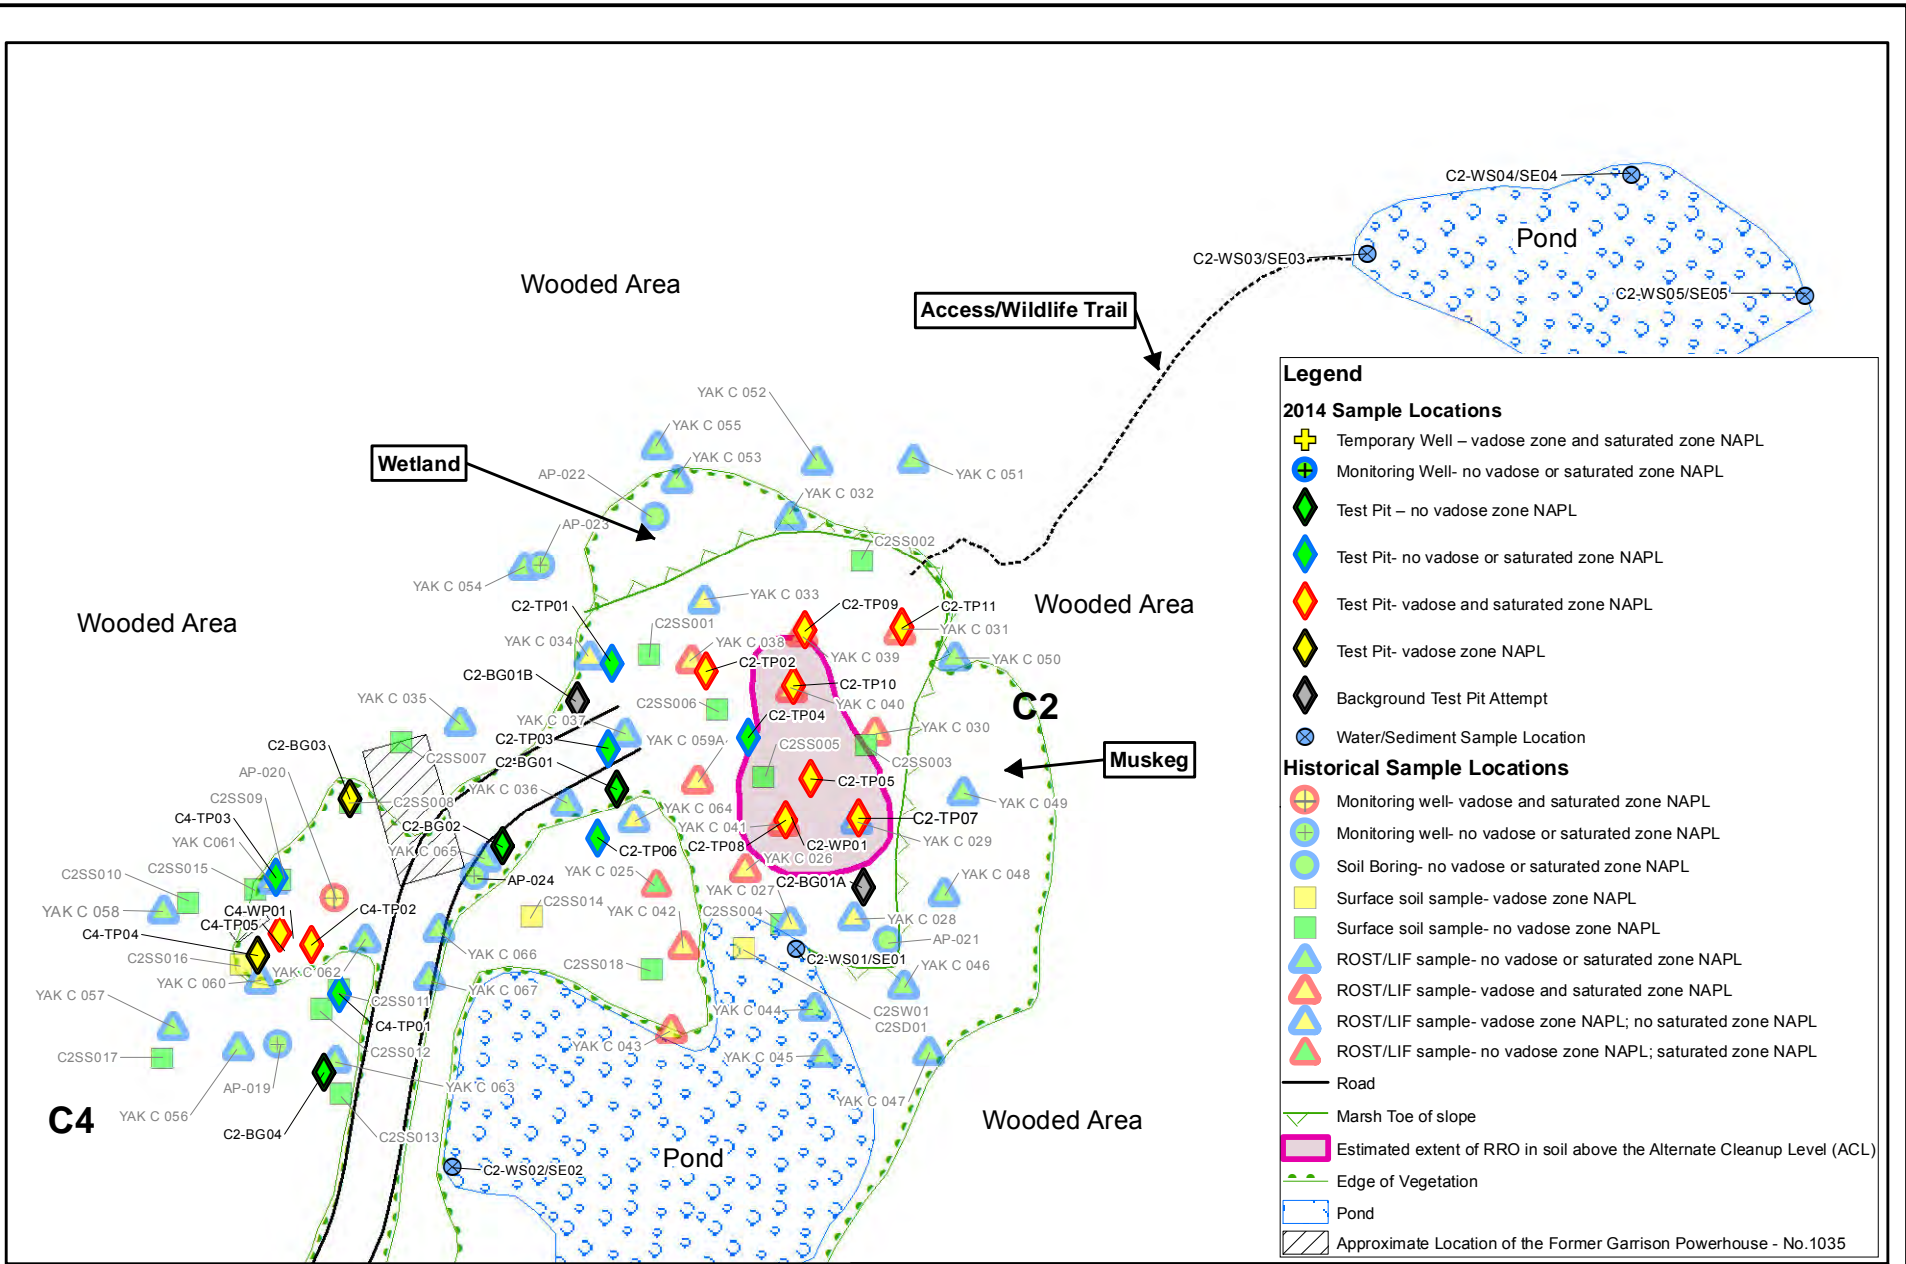 C2-WS04/SE04
Pond
C2-WS03/SE03
C2-WS05/SE05
Wooded Area
Access/Wildlife Trail
YAK C 052
YAK C 055
YAK C 053
YAK C 051
Wetland
AP-022
YAK C 032
AP-023
C2SS002
YAK C 054
YAK C 033
C2-TP01
C2-TP09
C2-TP11
Wooded Area
Wooded Area
C2SS001
YAK C 031
YAK C 034
YAK C 038
YAK C 039
YAK C 050
C2-TP02
C2-BG01B
C2-TP10
YAK C 035
C2SS006
YAK C 040
C2
YAK C 037
C2-TP04
YAK C 030
C2-TP03
YAK C 059A
C2SS005
C2-BG03
C2SS007
C2-BG01
C2SS003
Muskeg
AP-020
C2-TP05
YAK C 036
C2SS09
C2SS008
YAK C 049
YAK C 064
C4-TP03
C2-BG02
YAK C 041
C2-TP07
YAK C061
YAK C 065
C2-TP06
C2-TP08
C2-WP01
YAK C 029
C2SS015
YAK C 026
C2SS010
AP-024
YAK C 025
YAK C 027
C2-BG01A
YAK C 048
YAK C 058
C4-WP01
C4-TP02
C2SS014
YAK C 042
C2SS004
YAK C 028
C4-TP05
C4-TP04
AP-021
C2SS016
YAK C 062
YAK C 066
C2SS018
C2-WS01/SE01
YAK C 060
YAK C 067
YAK C 046
YAK C 057
C2SS011
YAK C 044
C2SW01
C4-TP01
C2SD01
C2SS017
C2SS012
YAK C 043
YAK C 045
AP-019
YAK C 063
YAK C 056
YAK C 047
C4
C2-BG04
C2SS013
Wooded Area
Pond
C2-WS02/SE02
Legend
2014 Sample Locations
Temporary Well – vadose zone and saturated zone NAPL
Monitoring Well- no vadose or saturated zone NAPL
Test Pit – no vadose zone NAPL
Test Pit- no vadose or saturated zone NAPL
Test Pit- vadose and saturated zone NAPL
Test Pit- vadose zone NAPL
Background Test Pit Attempt
Water/Sediment Sample Location
Historical Sample Locations
Monitoring well- vadose and saturated zone NAPL
Monitoring well- no vadose or saturated zone NAPL
Soil Boring- no vadose or saturated zone NAPL
Surface soil sample- vadose zone NAPL
Surface soil sample- no vadose zone NAPL
ROST/LIF sample- no vadose or saturated zone NAPL
ROST/LIF sample- vadose and saturated zone NAPL
ROST/LIF sample- vadose zone NAPL; no saturated zone NAPL
ROST/LIF sample- no vadose zone NAPL; saturated zone NAPL
Road
Marsh Toe of slope
Estimated extent of RRO in soil above the Alternate Cleanup Level (ACL)
Edge of Vegetation
Pond
Approximate Location of the Former Garrison Powerhouse - No.1035